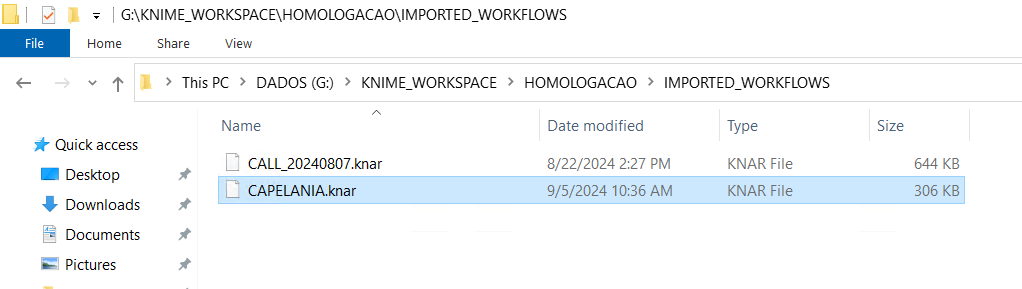 G:\KNIME_WORKSPACE\HOMOLOGACAO\IMPORTED_WORKFLOWS
File Home Share View
This PC DADOS (G:) KNIME_WORKSPACE HOMOLOGACAO IMPORTED_WORKFLOWS
Name Date modified Type Size
Quick access
CALL_20240807.knar 8/22/2024 2:27 PM KNAR File 644 KB
Desktop
CAPELANIA.knar 9/5/2024 10:36 AM KNAR File 306 KB
Downloads
Documents
Pictures